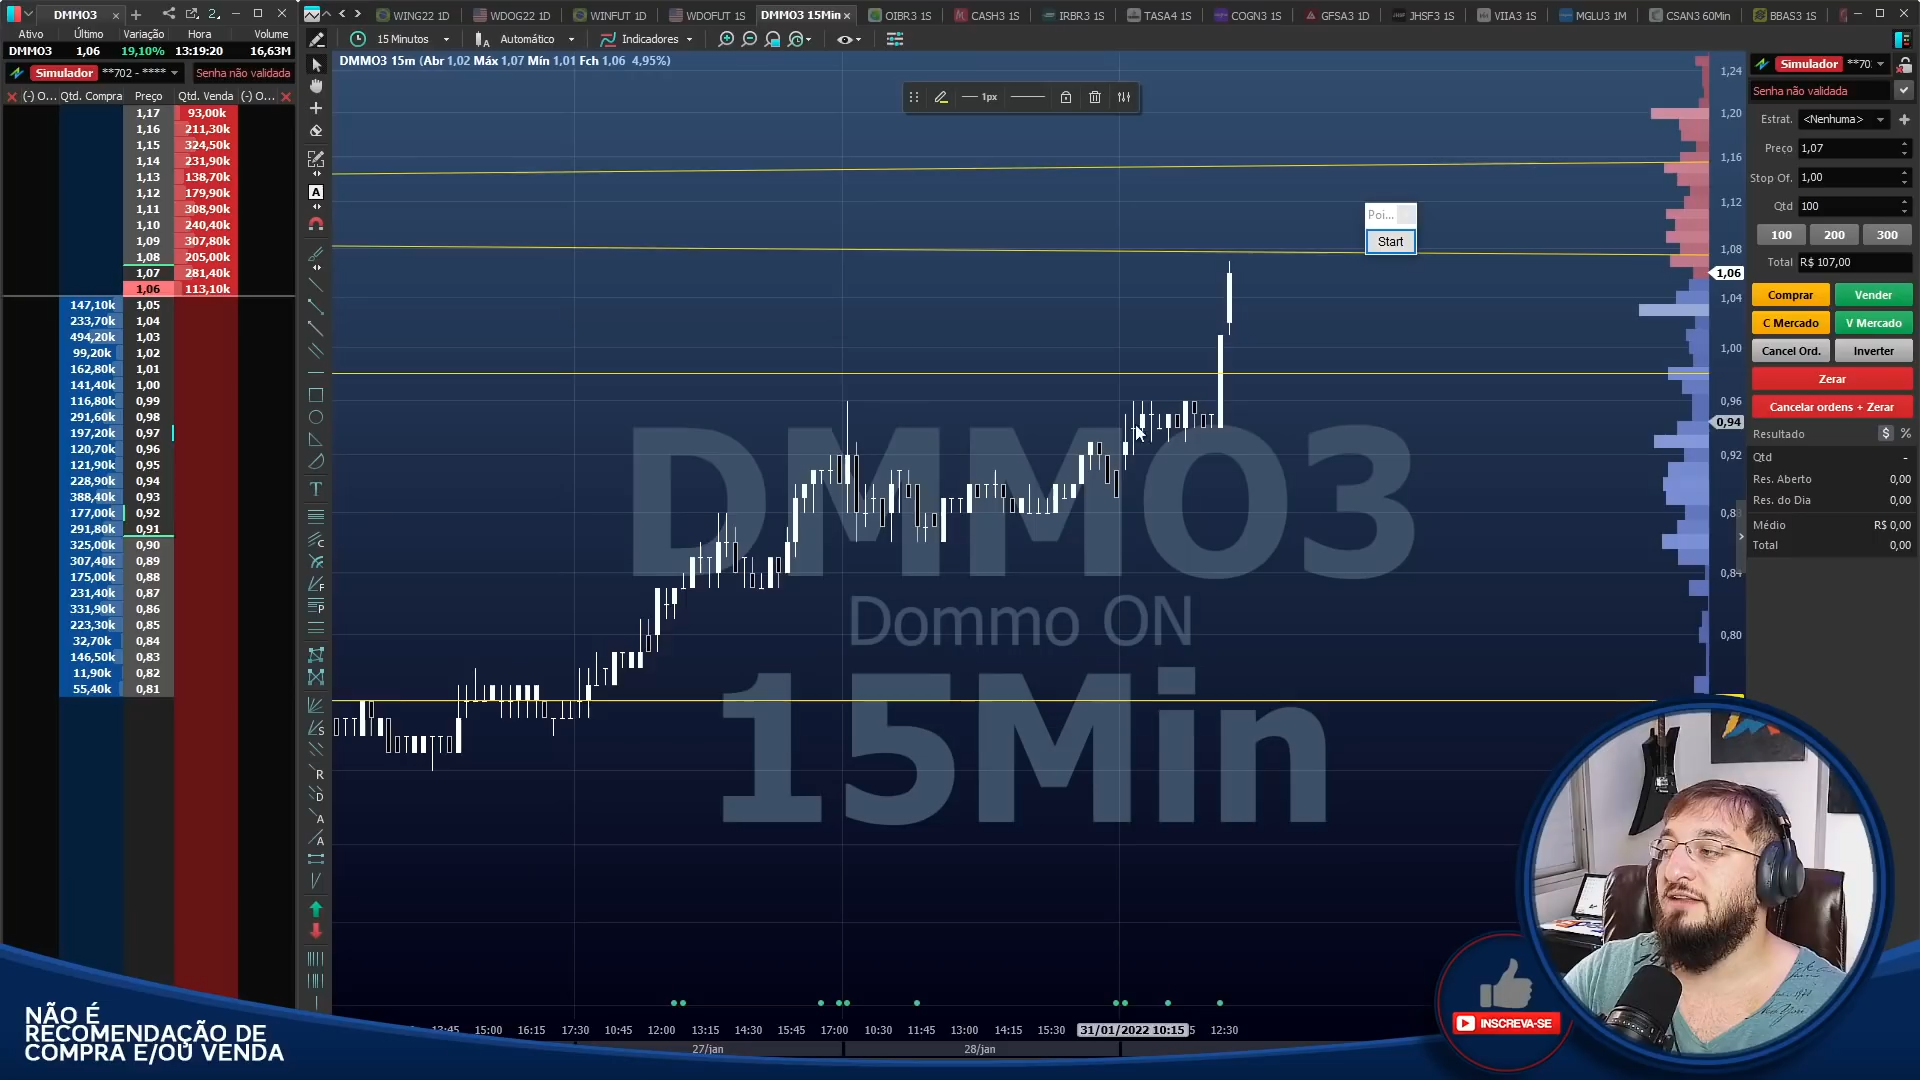 DMMO3
WING22 1D
WDOG22 1D
WINFUT 1D
WDOFUT 1S
DMMO3 15Min
OIBR3 1S
CASH3 1S
IRBR3 1S
TASA4 1S
COGN3 1S
GFSA3 1D
JHSF3 1S
VIIA3 1S
MGLU3 1M
CSAN3 60Min
BBAS3 1S
Ativo Último Variação Hora Volume
DMMO3 1,06 19,10% 13:19:20 16,63M
15 Minutos Automático Indicadores
Simulador **702 - **** Senha não validada
(-) O... Qtd. Compra Preço Qtd. Venda (-) O...
1,17 93,00k
1,16 211,30k
1,15 324,50k
1,14 231,90k
1,13 138,70k
1,12 179,90k
1,11 308,90k
1,10 240,40k
1,09 307,80k
1,08 205,00k
1,07 281,40k
1,06 113,10k
147,10k 1,05
233,70k 1,04
494,20k 1,03
99,20k 1,02
162,80k 1,01
141,40k 1,00
116,80k 0,99
291,60k 0,98
197,20k 0,97
120,70k 0,96
121,90k 0,95
228,90k 0,94
388,40k 0,93
177,00k 0,92
291,80k 0,91
325,00k 0,90
307,40k 0,89
175,00k 0,88
231,40k 0,87
331,90k 0,86
223,30k 0,85
32,70k 0,84
146,50k 0,83
11,90k 0,82
55,40k 0,81
DMMO3 15m (Abr 1,02 Máx 1,07 Mín 1,01 Fch 1,06 4,95%)
1px
Poi...
Start
DMMO3
Dommo ON
15Min
1,24
1,20
1,16
1,12
1,08
1,06
1,04
1,00
0,96
0,94
0,92
0,84
0,80
15:00 16:15 17:30 10:45 12:00 13:15 14:30 15:45 17:00 10:30 11:45 13:00 14:15 15:30 31/01/2022 10:15 12:30
27/jan 28/jan
Simulador
Senha não validada
Estrat. <Nenhuma>
Preço 1,07
Stop Of. 1,00
Qtd 100
100 200 300
Total R$ 107,00
Comprar Vender
C Mercado V Mercado
Cancel Ord. Inverter
Zerar
Cancelar ordens + Zerar
Resultado $ %
Qtd -
Res. Aberto 0,00
Res. do Dia 0,00
Médio R$ 0,00
Total 0,00
NÃO É
RECOMENDAÇÃO DE
COMPRA E/OU VENDA
INSCREVA-SE